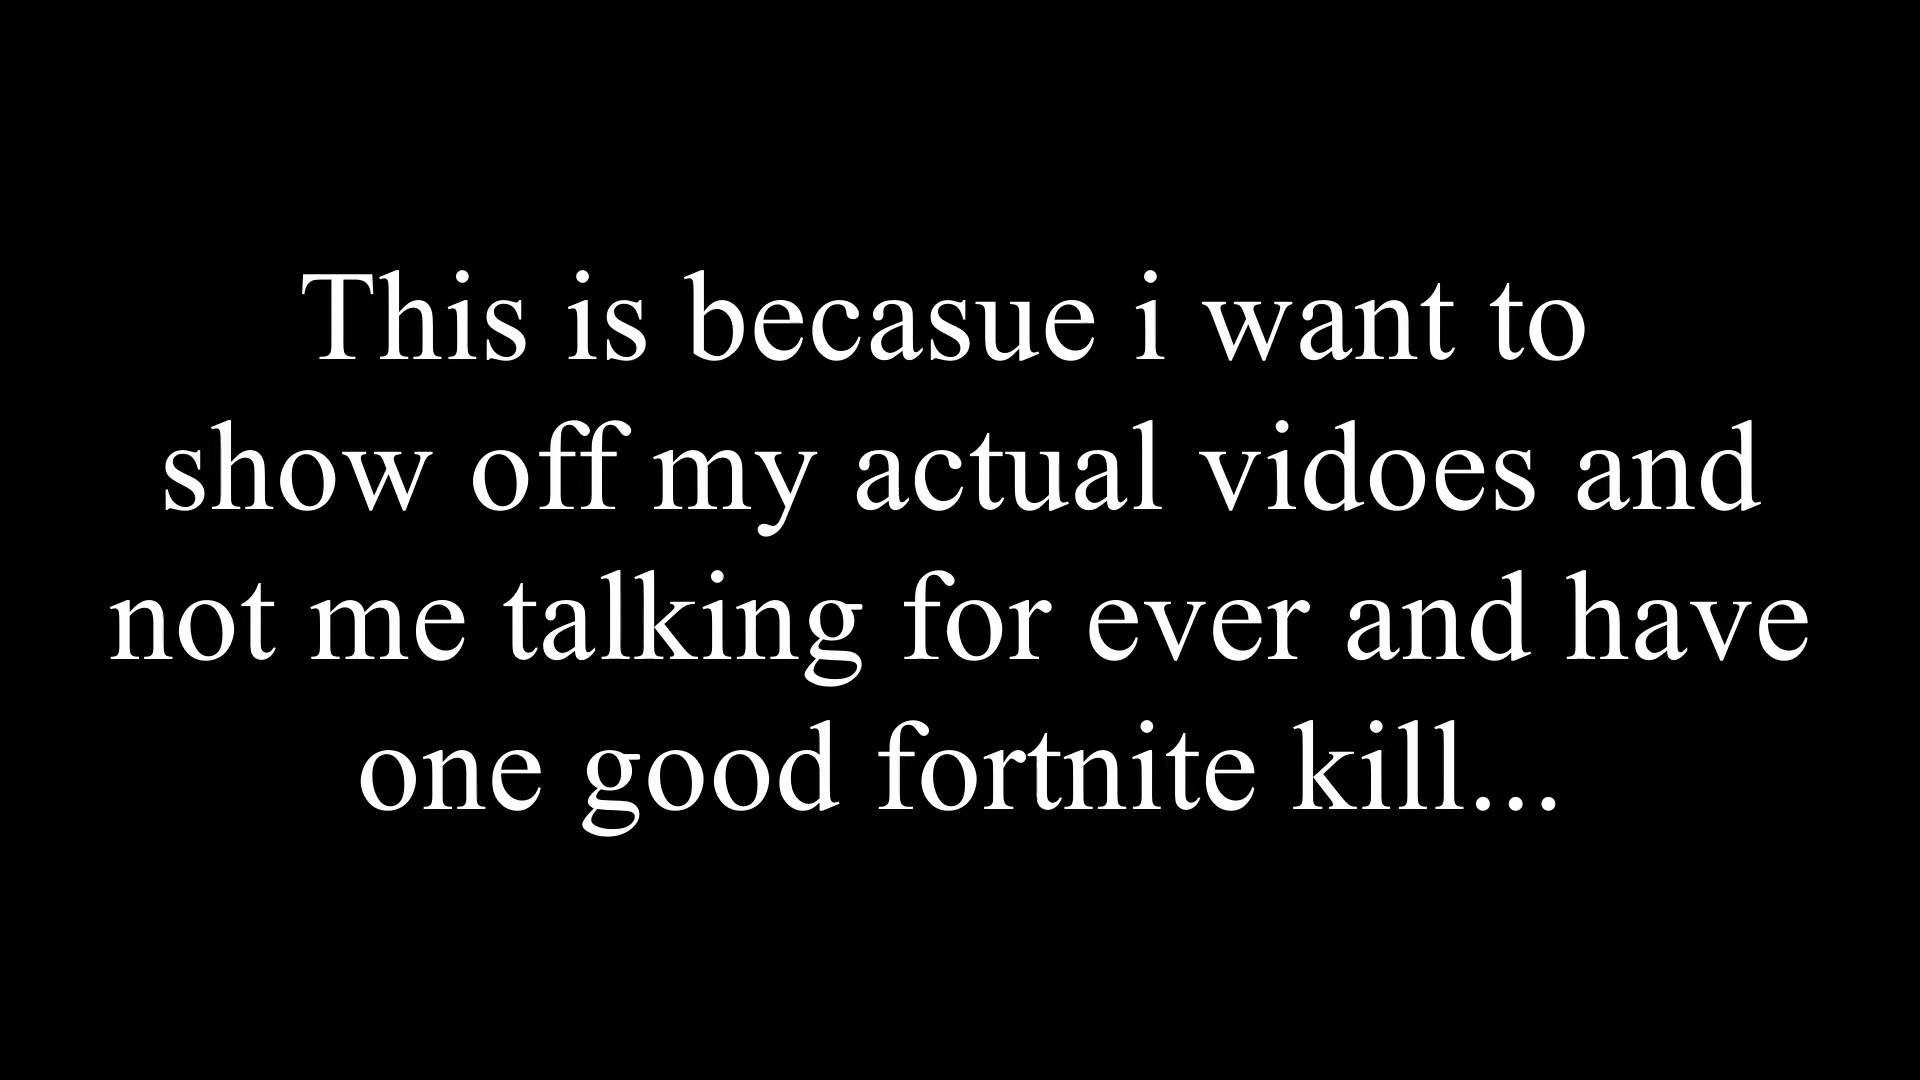 This is becasue i want to
show off my actual vidoes and
not me talking for ever and have
one good fortnite kill...